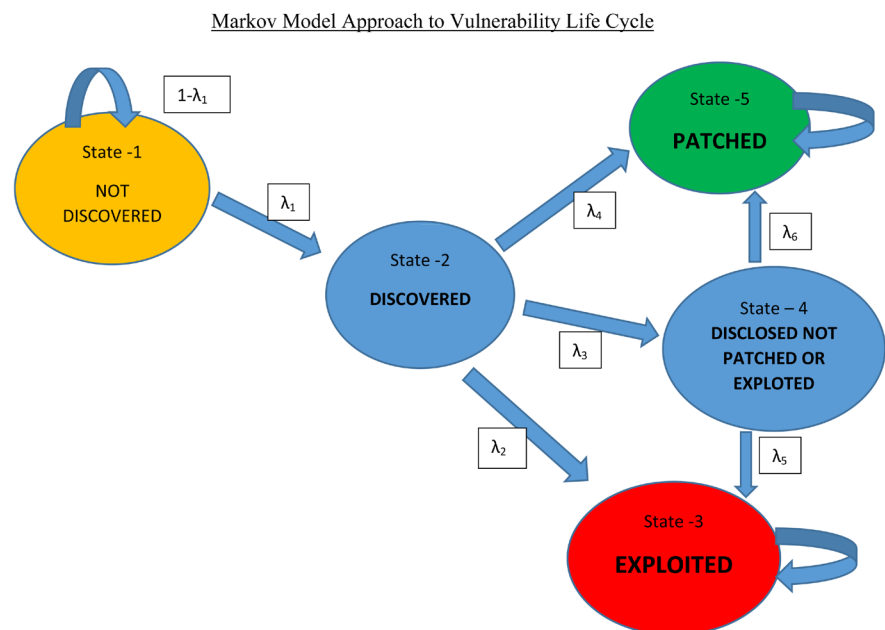 Markov Model Approach to Vulnerability Life Cycle
1-λ₁
State -1
NOT
DISCOVERED
λ₁
State -2
DISCOVERED
λ₄
State -5
PATCHED
λ₆
λ₃
State – 4
DISCLOSED NOT
PATCHED OR
EXPLOTED
λ₂
λ₅
State -3
EXPLOITED